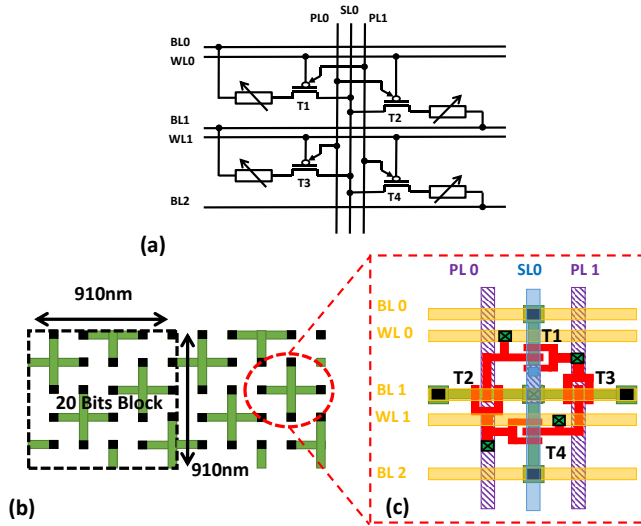 SL0
PL0 PL1
BL0
WL0
T1
T2
BL1
WL1
T3
T4
BL2
(a)
910nm
20 Bits Block
910nm
(b)
PL 0 SL0 PL 1
BL 0
WL 0
T1
T2
BL 1
T3
WL 1
T4
BL 2
(c)